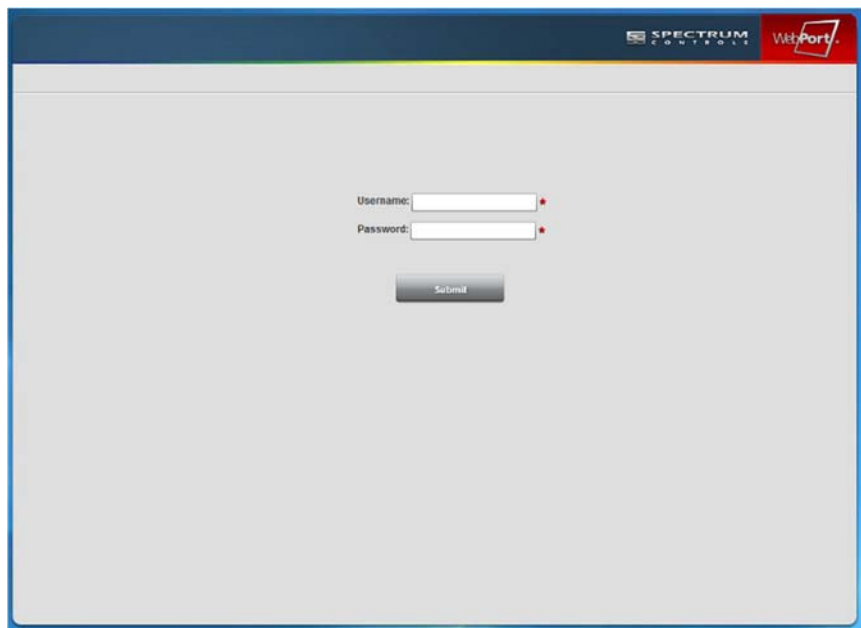 SPECTRUM
CONTROLS
WebPort
Username: *
Password: *
Submit